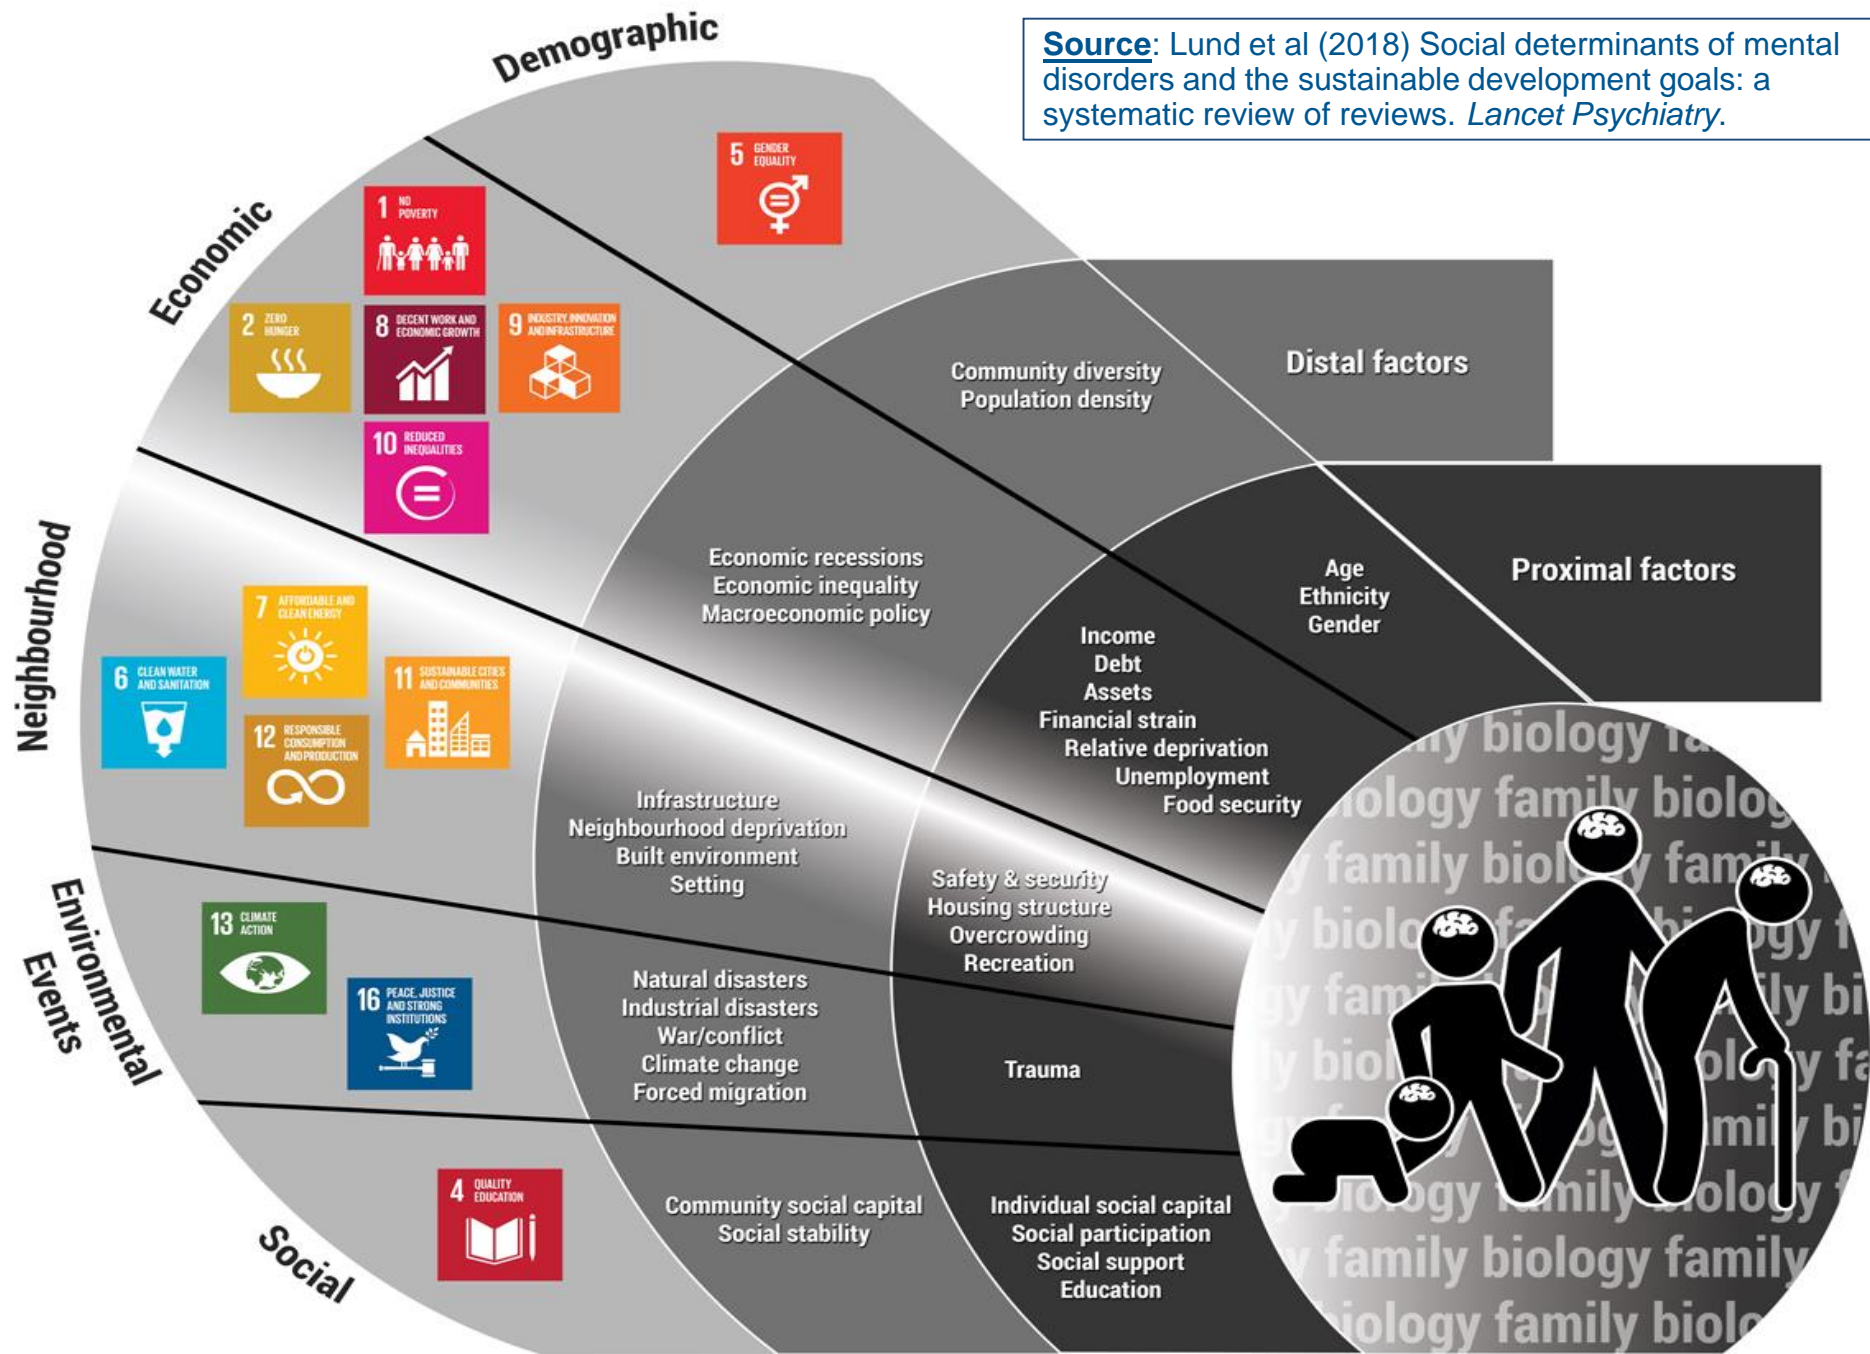 Demographic
Source: Lund et al (2018) Social determinants of mental
disorders and the sustainable development goals: a
systematic review of reviews. Lancet Psychiatry.
5 GENDER
EQUALITY
Economic
1 NO
POVERTY
2 ZERO
HUNGER
8 DECENT WORK AND
ECONOMIC GROWTH
9 INDUSTRY, INNOVATION
AND INFRASTRUCTURE
10 REDUCED
INEQUALITIES
Community diversity
Population density
Distal factors
Economic recessions
Economic inequality
Macroeconomic policy
Age
Ethnicity
Gender
Proximal factors
Income
Debt
Assets
Financial strain
Relative deprivation
Unemployment
Food security
Neighbourhood
7 AFFORDABLE AND
CLEAN ENERGY
6 CLEAN WATER
AND SANITATION
11 SUSTAINABLE CITIES
AND COMMUNITIES
12 RESPONSIBLE
CONSUMPTION
AND PRODUCTION
Infrastructure
Neighbourhood deprivation
Built environment
Setting
Safety & security
Housing structure
Overcrowding
Recreation
Environmental
Events
13 CLIMATE
ACTION
16 PEACE, JUSTICE
AND STRONG
INSTITUTIONS
Natural disasters
Industrial disasters
War/conflict
Climate change
Forced migration
Trauma
Social
4 QUALITY
EDUCATION
Community social capital
Social stability
Individual social capital
Social participation
Social support
Education
biology
family
family
family biology family
family